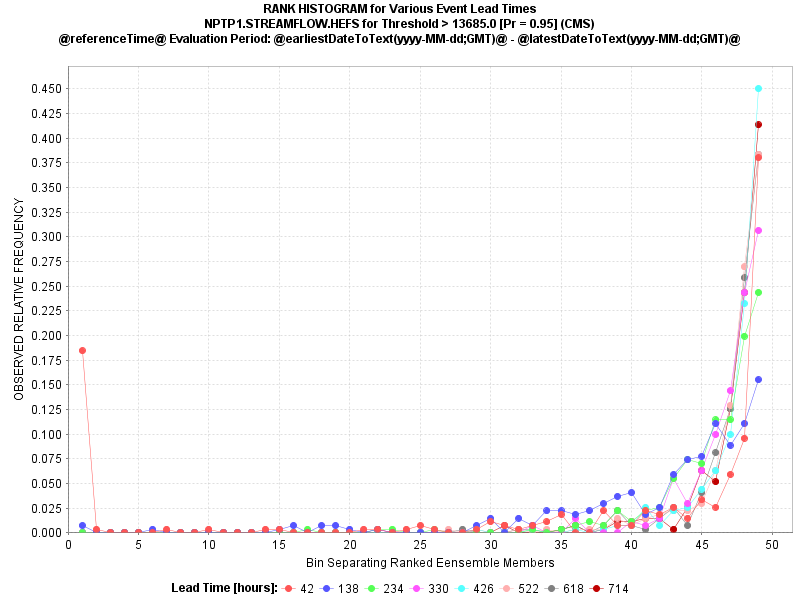 RANK HISTOGRAM for Various Event Lead Times
NPTP1.STREAMFLOW.HEFS for Threshold > 13685.0 [Pr = 0.95] (CMS)
@referenceTime@ Evaluation Period: @earliestDateToText(yyyy-MM-dd;GMT)@ - @latestDateToText(yyyy-MM-dd;GMT)@
OBSERVED RELATIVE FREQUENCY
0.450
0.425
0.400
0.375
0.350
0.325
0.300
0.275
0.250
0.225
0.200
0.175
0.150
0.125
0.100
0.075
0.050
0.025
0.000
0 5 10 15 20 25 30 35 40 45 50
Bin Separating Ranked Eensemble Members
Lead Time [hours]: 42 138 234 330 426 522 618 714